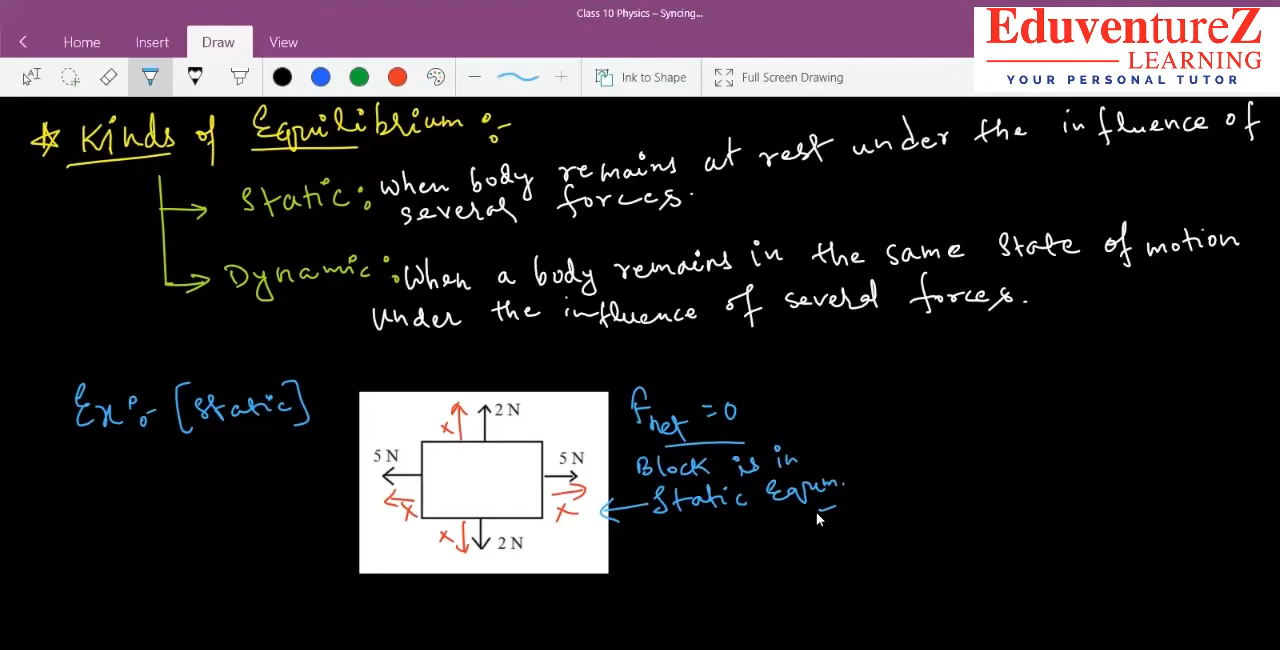 Class 10 Physics – Syncing...
Home Insert Draw View
Ink to Shape Full Screen Drawing
EduventureZ
LEARNING
YOUR PERSONAL TUTOR
Kinds of Equilibrium :-
Static: When body remains at rest under the influence of
several forces.
Dynamic: When a body remains in the same state of motion
under the influence of several forces.
Ex:- [Static]
X 2 N
5 N 5 N
X X
X 2 N
Fnet = 0
Block is in
Static Equm.